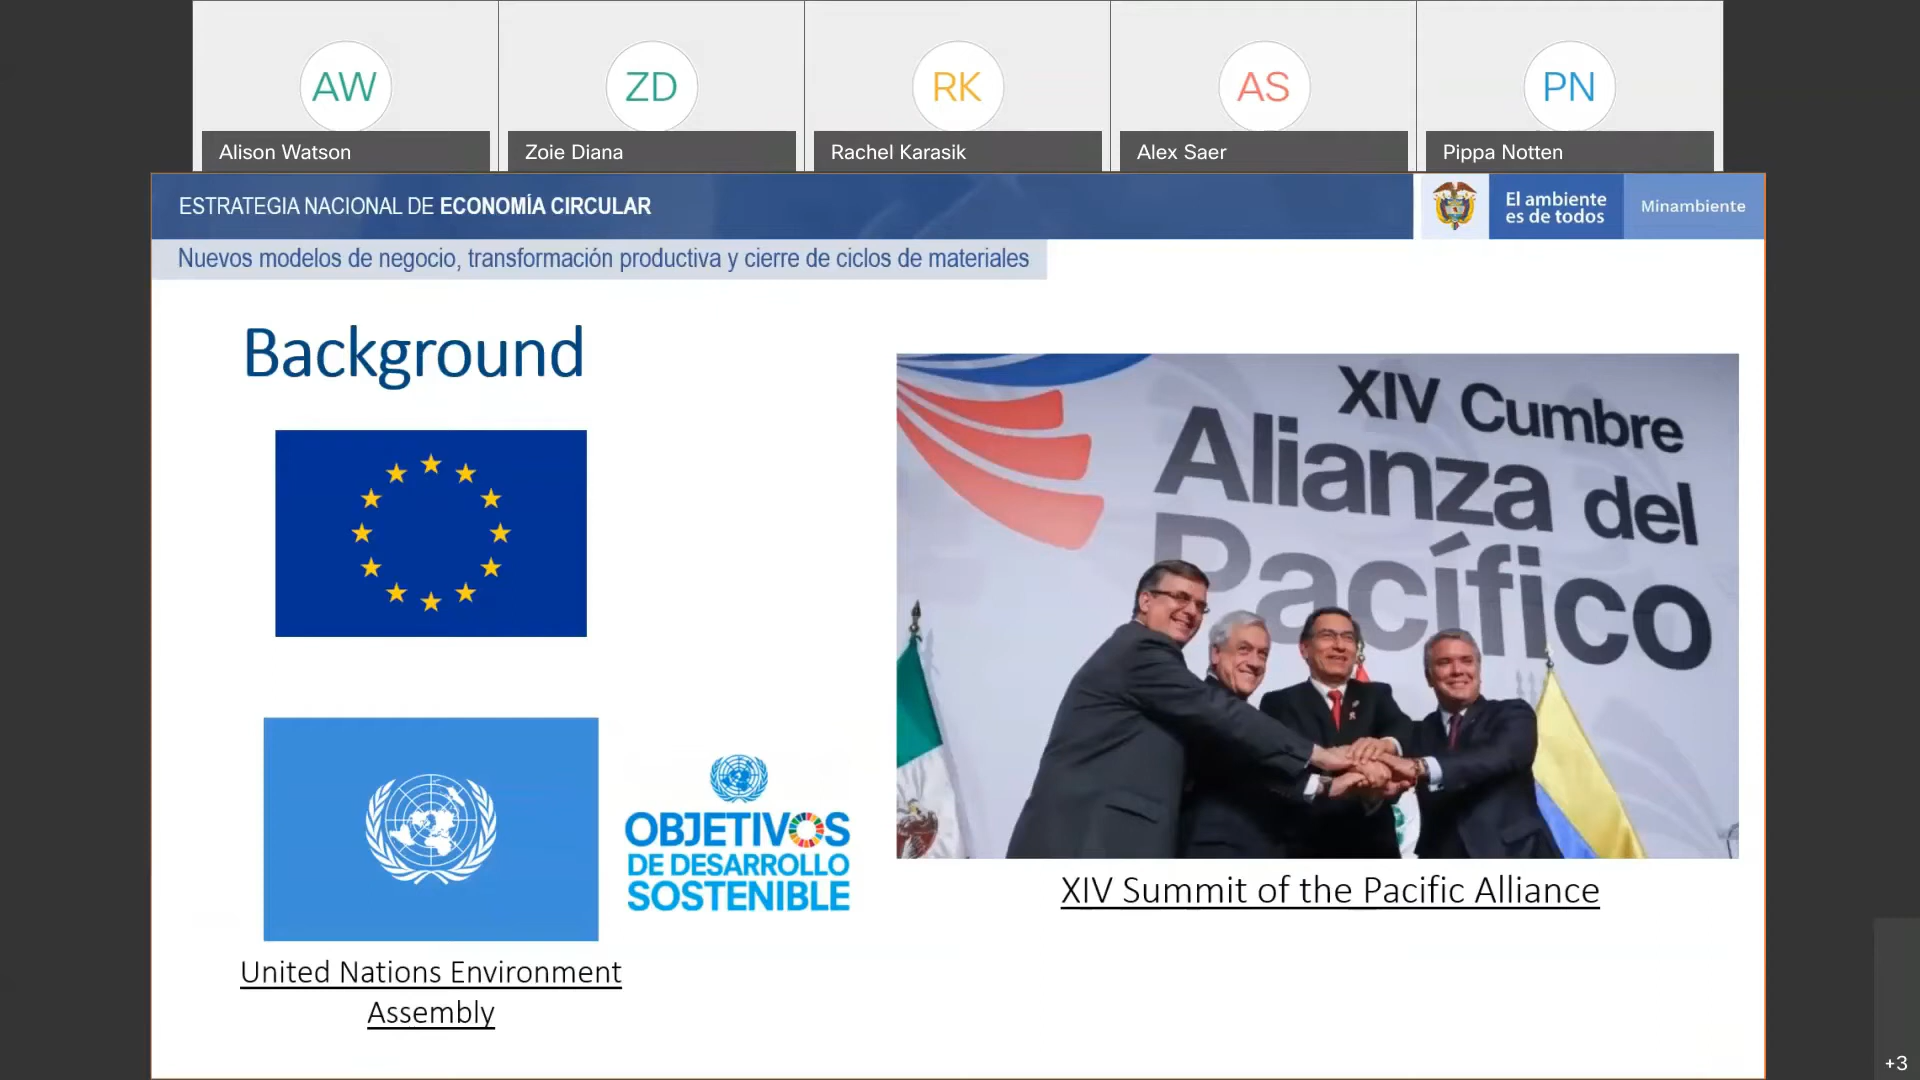 AW
ZD
RK
AS
PN
Alison Watson
Zoie Diana
Rachel Karasik
Alex Saer
Pippa Notten
ESTRATEGIA NACIONAL DE ECONOMÍA CIRCULAR
El ambiente
es de todos
Minambiente
Nuevos modelos de negocio, transformación productiva y cierre de ciclos de materiales
Background
XIV Cumbre
Alianza del
Pacífico
OBJETIVOS
DE DESARROLLO
SOSTENIBLE
XIV Summit of the Pacific Alliance
United Nations Environment
Assembly
+3